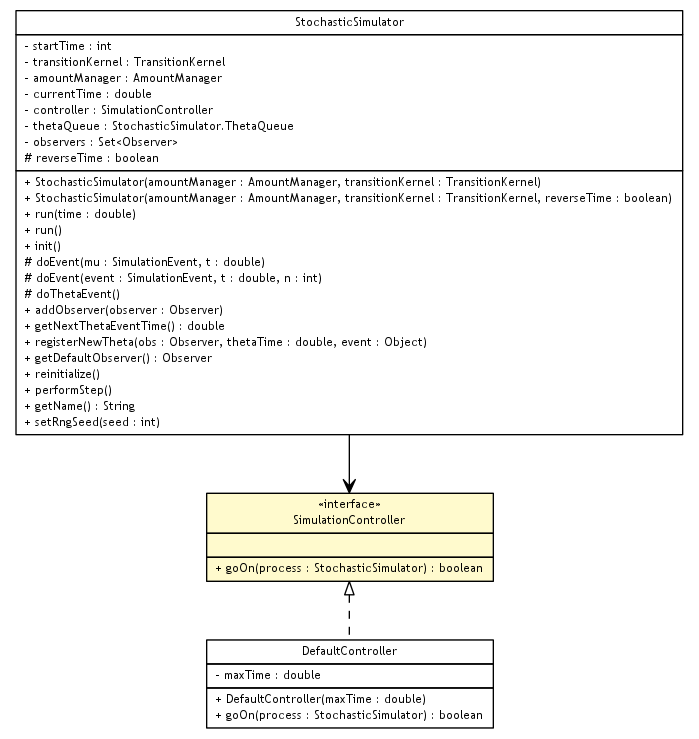 StochasticSimulator
- startTime : int
- transitionKernel : TransitionKernel
- amountManager : AmountManager
- currentTime : double
- controller : SimulationController
- thetaQueue : StochasticSimulator.ThetaQueue
- observers : Set<Observer>
# reverseTime : boolean
+ StochasticSimulator(amountManager : AmountManager, transitionKernel : TransitionKernel)
+ StochasticSimulator(amountManager : AmountManager, transitionKernel : TransitionKernel, reverseTime : boolean)
+ run(time : double)
+ run()
+ init()
# doEvent(mu : SimulationEvent, t : double)
# doEvent(event : SimulationEvent, t : double, n : int)
# doThetaEvent()
+ addObserver(observer : Observer)
+ getNextThetaEventTime() : double
+ registerNewTheta(obs : Observer, thetaTime : double, event : Object)
+ getDefaultObserver() : Observer
+ reinitialize()
+ performStep()
+ getName() : String
+ setRngSeed(seed : int)
«interface»
SimulationController
+ goOn(process : StochasticSimulator) : boolean
DefaultController
- maxTime : double
+ DefaultController(maxTime : double)
+ goOn(process : StochasticSimulator) : boolean